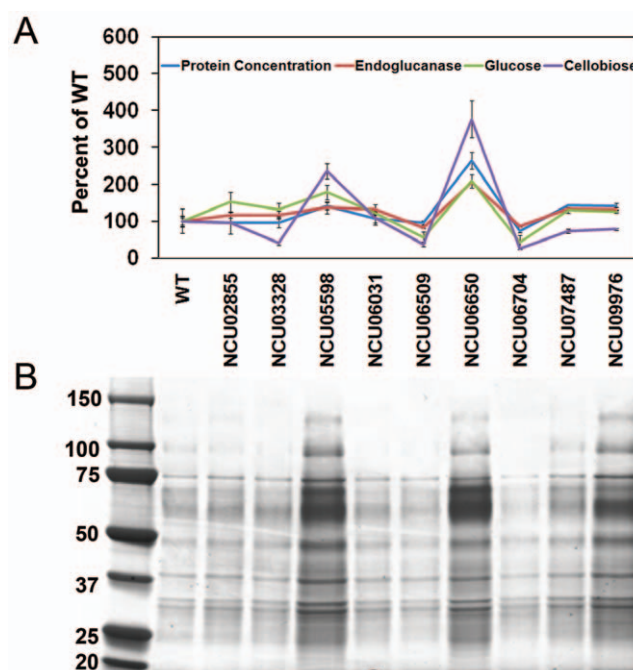 A
600
500
400
300
200
100
0
Percent of WT
Protein Concentration Endoglucanase Glucose Cellobiose
WT
NCU02855
NCU03328
NCU05598
NCU06031
NCU06509
NCU06650
NCU06704
NCU07487
NCU09976
B
150
100
75
50
37
25
20